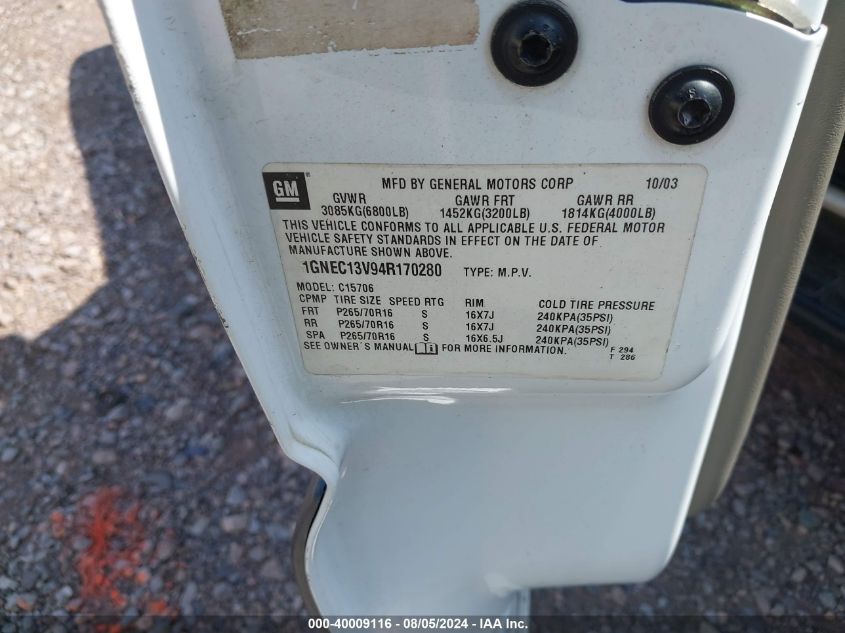 GM ®
MFD BY GENERAL MOTORS CORP 10/03
GVWR GAWR FRT GAWR RR
3085KG(6800LB) 1452KG(3200LB) 1814KG(4000LB)
THIS VEHICLE CONFORMS TO ALL APPLICABLE U.S. FEDERAL MOTOR
VEHICLE SAFETY STANDARDS IN EFFECT ON THE DATE OF
MANUFACTURE SHOWN ABOVE.
1GNEC13V94R170280 TYPE: M.P.V.
MODEL: C15706
CPMP TIRE SIZE SPEED RTG RIM COLD TIRE PRESSURE
FRT P265/70R16 S 16X7J 240KPA(35PSI)
RR P265/70R16 S 16X7J 240KPA(35PSI)
SPA P265/70R16 S 16X6.5J 240KPA(35PSI)
SEE OWNER'S MANUAL FOR MORE INFORMATION.
F 294
T 286
000-40009116 - 08/05/2024 - IAAI Inc.